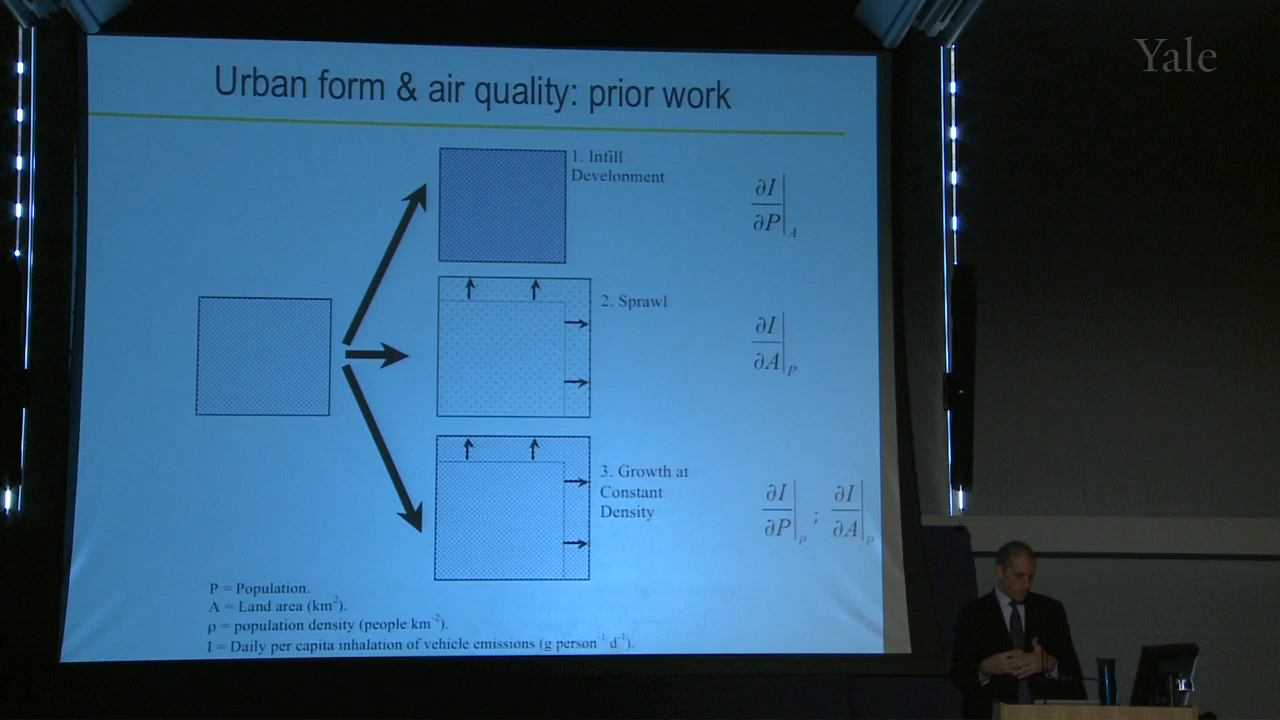 Yale
Urban form & air quality: prior work
1. Infill
Development
∂I/∂P|A
2. Sprawl
∂I/∂A|P
3. Growth at
Constant
Density
∂I/∂P|ρ ; ∂I/∂A|ρ
P = Population.
A = Land area (km²).
ρ = population density (people km⁻²).
I = Daily per capita inhalation of vehicle emissions (g person⁻¹ d⁻¹).